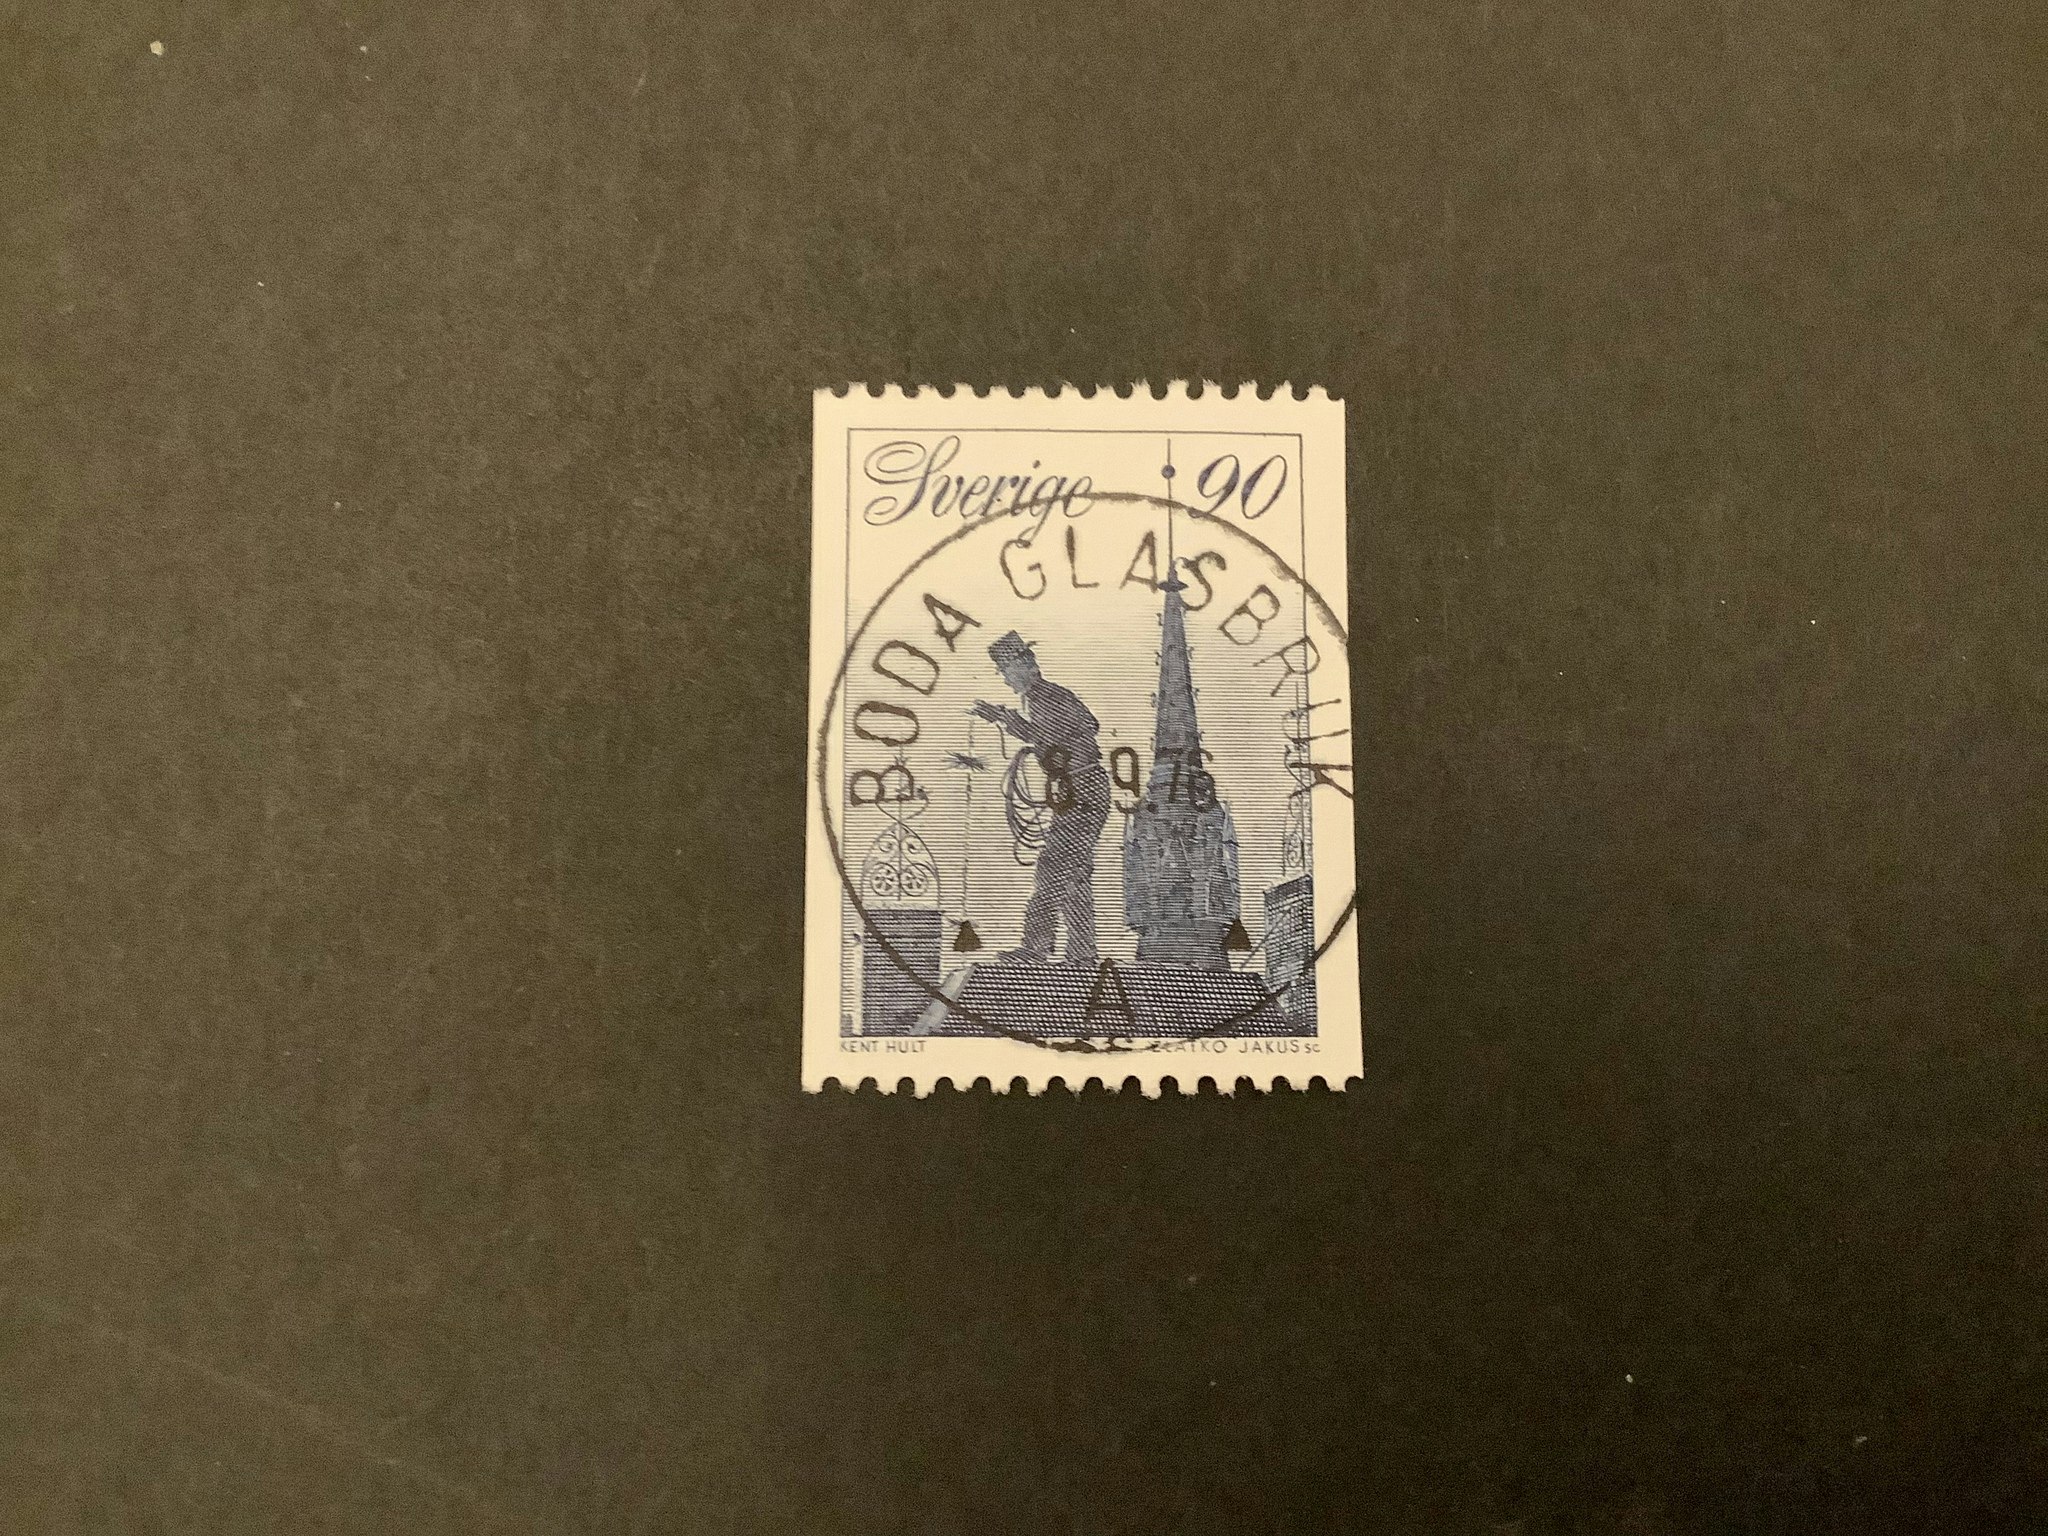 Sverige 90
BODA GLASBRUK
8.9.76
A
KENT HULT ZLATKO JAKUS sc